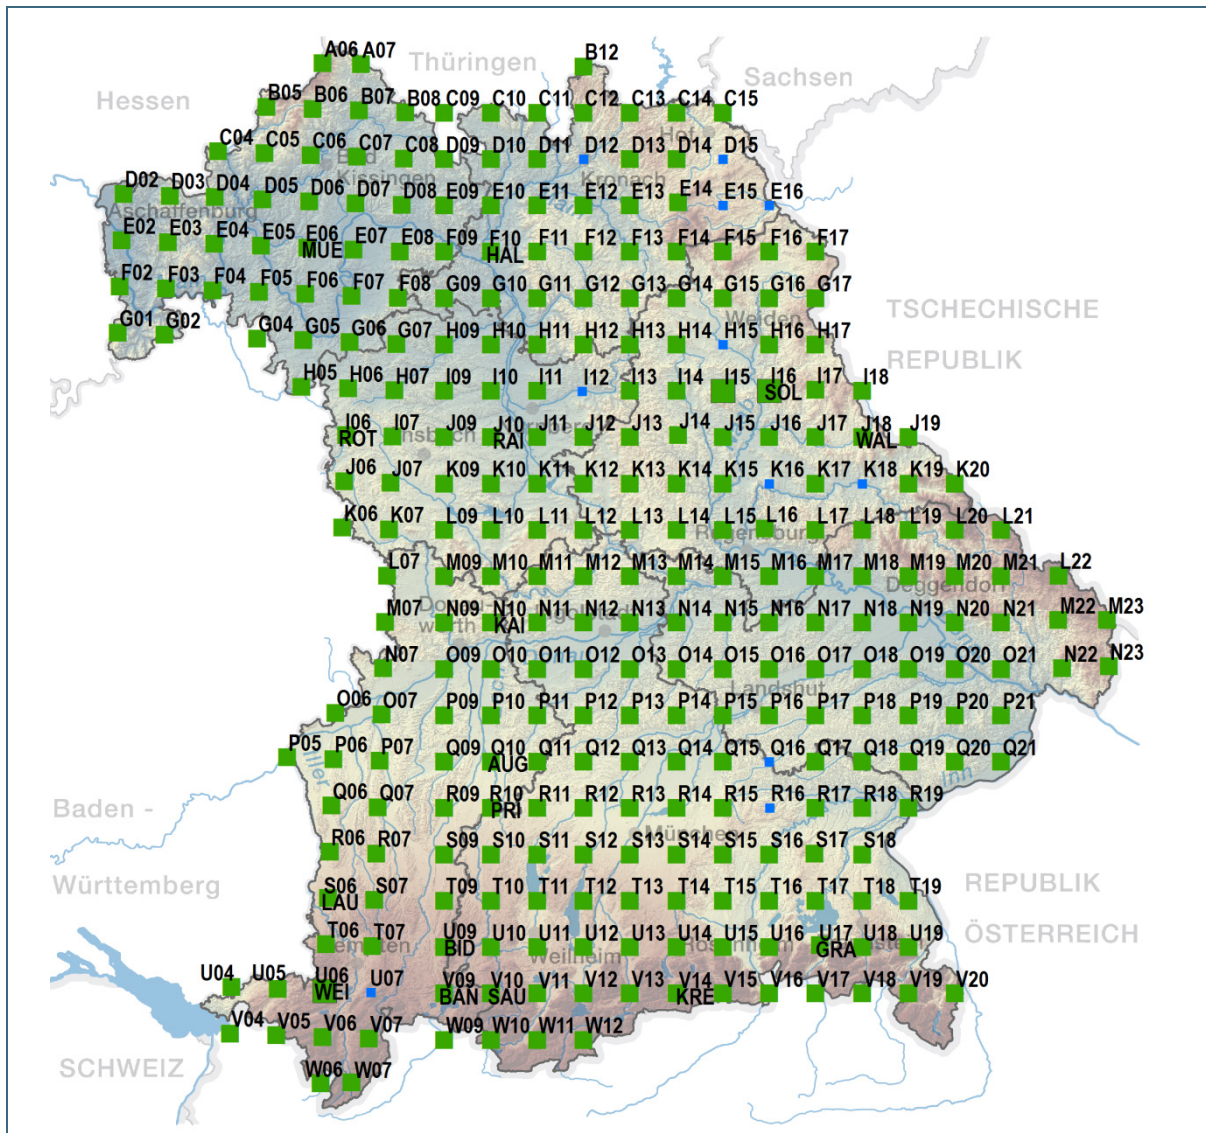 A06 A07 Thüringen B12
Sachsen
Hessen B05 B06 B07 B08 C09 C10 C11 C12 C13 C14 C15
Hof
C04 C05 C06 C07 C08 D09 D10 D11 D12 D13 D14 D15
Bad Kissingen Kronach
D02 D03 D04 D05 D06 D07 D08 E09 E10 E11 E12 E13 E14 E15 E16
Aschaffenburg
E02 E03 E04 E05 E06 E07 E08 F09 F10 F11 F12 F13 F14 F15 F16 F17
MUE HAL
F02 F03 F04 F05 F06 F07 F08 G09 G10 G11 G12 G13 G14 G15 G16 G17
Weiden TSCHECHISCHE
G01 G02 G04 G05 G06 G07 H09 H10 H11 H12 H13 H14 H15 H16 H17
REPUBLIK
H05 H06 H07 I09 I10 I11 I12 I13 I14 I15 I16 I17 I18
SOL
I06 I07 J09 J10 J11 J12 J13 J14 J15 J16 J17 J18 J19
ROT RAI WAL
J06 J07 K09 K10 K11 K12 K13 K14 K15 K16 K17 K18 K19 K20
K06 K07 L09 L10 L11 L12 L13 L14 L15 L16 L17 L18 L19 L20 L21
Regensburg
L07 M09 M10 M11 M12 M13 M14 M15 M16 M17 M18 M19 M20 M21 L22
Deggendorf
M07 N09 N10 N11 N12 N13 N14 N15 N16 N17 N18 N19 N20 N21 M22 M23
KAI
N07 O09 O10 O11 O12 O13 O14 O15 O16 O17 O18 O19 O20 O21 N22 N23
Landshut
O06 O07 P09 P10 P11 P12 P13 P14 P15 P16 P17 P18 P19 P20 P21
P05 P06 P07 Q09 Q10 Q11 Q12 Q13 Q14 Q15 Q16 Q17 Q18 Q19 Q20 Q21
Iller AUG Inn
Baden - Q06 Q07 R09 R10 R11 R12 R13 R14 R15 R16 R17 R18 R19
PRI München
R06 R07 S09 S10 S11 S12 S13 S14 S15 S16 S17 S18
Württemberg S06 S07 T09 T10 T11 T12 T13 T14 T15 T16 T17 T18 T19 REPUBLIK
LAU
T06 T07 U09 U10 U11 U12 U13 U14 U15 U16 U17 U18 U19 ÖSTERREICH
BID Weilheim GRA
U04 U05 U06 U07 V09 V10 V11 V12 V13 V14 V15 V16 V17 V18 V19 V20
WEI BAN SAU KRE
V04 V05 V06 V07 W09 W10 W11 W12
SCHWEIZ W06 W07